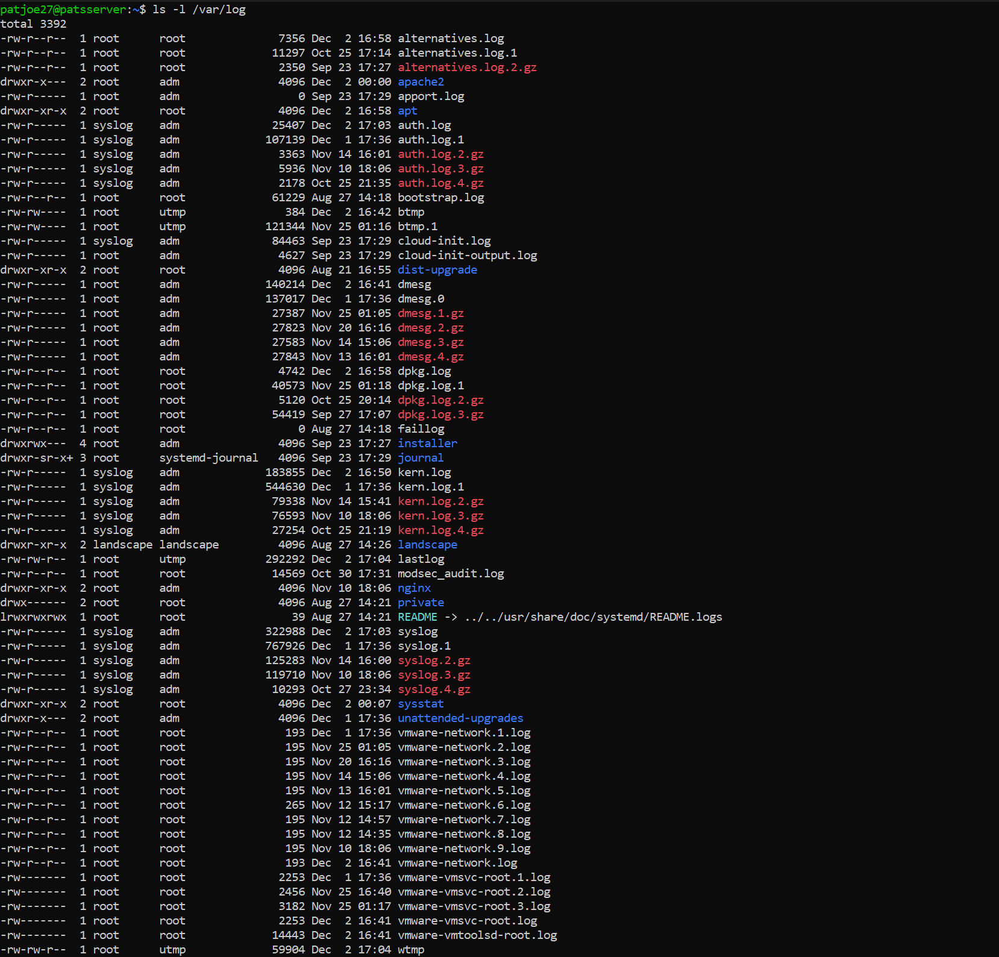 patjoe27@patsserver:~$ ls -l /var/log
total 3392
-rw-r--r--  1 root      root              7356 Dec  2 16:58 alternatives.log
-rw-r--r--  1 root      root             11297 Oct 25 17:14 alternatives.log.1
-rw-r--r--  1 root      root              2350 Sep 23 17:27 alternatives.log.2.gz
drwxr-x---  2 root      adm               4096 Dec  2 00:00 apache2
-rw-r-----  1 root      adm                  0 Sep 23 17:29 apport.log
drwxr-xr-x  2 root      root              4096 Dec  2 16:58 apt
-rw-r-----  1 syslog    adm              25407 Dec  2 17:03 auth.log
-rw-r-----  1 syslog    adm             107139 Dec  1 17:36 auth.log.1
-rw-r-----  1 syslog    adm               3363 Nov 14 16:01 auth.log.2.gz
-rw-r-----  1 syslog    adm               5936 Nov 10 18:06 auth.log.3.gz
-rw-r-----  1 syslog    adm               2178 Oct 25 21:35 auth.log.4.gz
-rw-r--r--  1 root      root             61229 Aug 27 14:18 bootstrap.log
-rw-rw----  1 root      utmp               384 Dec  2 16:42 btmp
-rw-rw----  1 root      utmp            121344 Nov 25 01:16 btmp.1
-rw-r-----  1 syslog    adm              84463 Sep 23 17:29 cloud-init.log
-rw-r-----  1 root      adm               4627 Sep 23 17:29 cloud-init-output.log
drwxr-xr-x  2 root      root              4096 Aug 21 16:55 dist-upgrade
-rw-r-----  1 root      adm             140214 Dec  2 16:41 dmesg
-rw-r-----  1 root      adm             137017 Dec  1 17:36 dmesg.0
-rw-r-----  1 root      adm              27387 Nov 25 01:05 dmesg.1.gz
-rw-r-----  1 root      adm              27823 Nov 20 16:16 dmesg.2.gz
-rw-r-----  1 root      adm              27583 Nov 14 15:06 dmesg.3.gz
-rw-r-----  1 root      adm              27843 Nov 13 16:01 dmesg.4.gz
-rw-r--r--  1 root      root              4742 Dec  2 16:58 dpkg.log
-rw-r--r--  1 root      root             40573 Nov 25 01:18 dpkg.log.1
-rw-r--r--  1 root      root              5120 Oct 25 20:14 dpkg.log.2.gz
-rw-r--r--  1 root      root             54419 Sep 27 17:07 dpkg.log.3.gz
-rw-r--r--  1 root      root                 0 Aug 27 14:18 faillog
drwxrwx---  4 root      adm               4096 Sep 23 17:27 installer
drwxr-sr-x+ 3 root      systemd-journal   4096 Sep 23 17:29 journal
-rw-r-----  1 syslog    adm             183855 Dec  2 16:50 kern.log
-rw-r-----  1 syslog    adm             544630 Dec  1 17:36 kern.log.1
-rw-r-----  1 syslog    adm              79338 Nov 14 15:41 kern.log.2.gz
-rw-r-----  1 syslog    adm              76593 Nov 10 18:06 kern.log.3.gz
-rw-r-----  1 syslog    adm              27254 Oct 25 21:19 kern.log.4.gz
drwxr-xr-x  2 landscape landscape         4096 Aug 27 14:26 landscape
-rw-rw-r--  1 root      utmp            292292 Dec  2 17:04 lastlog
-rw-r--r--  1 root      root             14569 Oct 30 17:31 modsec_audit.log
drwxr-xr-x  2 root      adm               4096 Nov 10 18:06 nginx
drwx------  2 root      root              4096 Aug 27 14:21 private
lrwxrwxrwx  1 root      root                39 Aug 27 14:21 README -> ../../usr/share/doc/systemd/README.logs
-rw-r-----  1 syslog    adm             322988 Dec  2 17:03 syslog
-rw-r-----  1 syslog    adm             767926 Dec  1 17:36 syslog.1
-rw-r-----  1 syslog    adm             125283 Nov 14 16:00 syslog.2.gz
-rw-r-----  1 syslog    adm             119710 Nov 10 18:06 syslog.3.gz
-rw-r-----  1 syslog    adm              10293 Oct 27 23:34 syslog.4.gz
drwxr-xr-x  2 root      root              4096 Dec  2 00:07 sysstat
drwxr-x---  2 root      adm               4096 Dec  1 17:36 unattended-upgrades
-rw-r--r--  1 root      root               193 Dec  1 17:36 vmware-network.1.log
-rw-r--r--  1 root      root               195 Nov 25 01:05 vmware-network.2.log
-rw-r--r--  1 root      root               195 Nov 20 16:16 vmware-network.3.log
-rw-r--r--  1 root      root               195 Nov 14 15:06 vmware-network.4.log
-rw-r--r--  1 root      root               195 Nov 13 16:01 vmware-network.5.log
-rw-r--r--  1 root      root               265 Nov 12 15:17 vmware-network.6.log
-rw-r--r--  1 root      root               195 Nov 12 14:57 vmware-network.7.log
-rw-r--r--  1 root      root               195 Nov 12 14:35 vmware-network.8.log
-rw-r--r--  1 root      root               195 Nov 10 18:06 vmware-network.9.log
-rw-r--r--  1 root      root               193 Dec  2 16:41 vmware-network.log
-rw-------  1 root      root              2253 Dec  1 17:36 vmware-vmsvc-root.1.log
-rw-------  1 root      root              2456 Nov 25 16:40 vmware-vmsvc-root.2.log
-rw-------  1 root      root              3182 Nov 25 01:17 vmware-vmsvc-root.3.log
-rw-------  1 root      root              2253 Dec  2 16:41 vmware-vmsvc-root.log
-rw-------  1 root      root             14443 Dec  2 16:41 vmware-vmtoolsd-root.log
-rw-rw-r--  1 root      utmp             59904 Dec  2 17:04 wtmp